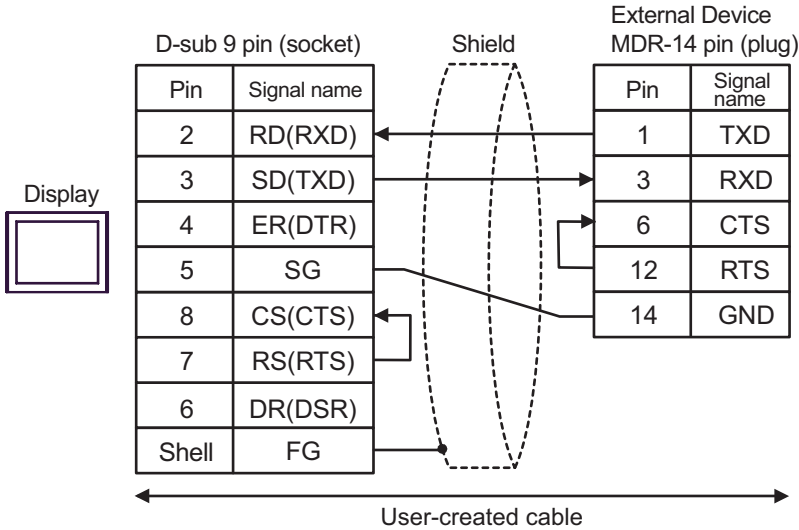 External Device
D-sub 9 pin (socket) Shield MDR-14 pin (plug)
Pin Signal name Pin Signal name
2 RD(RXD) 1 TXD
3 SD(TXD) 3 RXD
Display
4 ER(DTR) 6 CTS
5 SG 12 RTS
8 CS(CTS) 14 GND
7 RS(RTS)
6 DR(DSR)
Shell FG
User-created cable